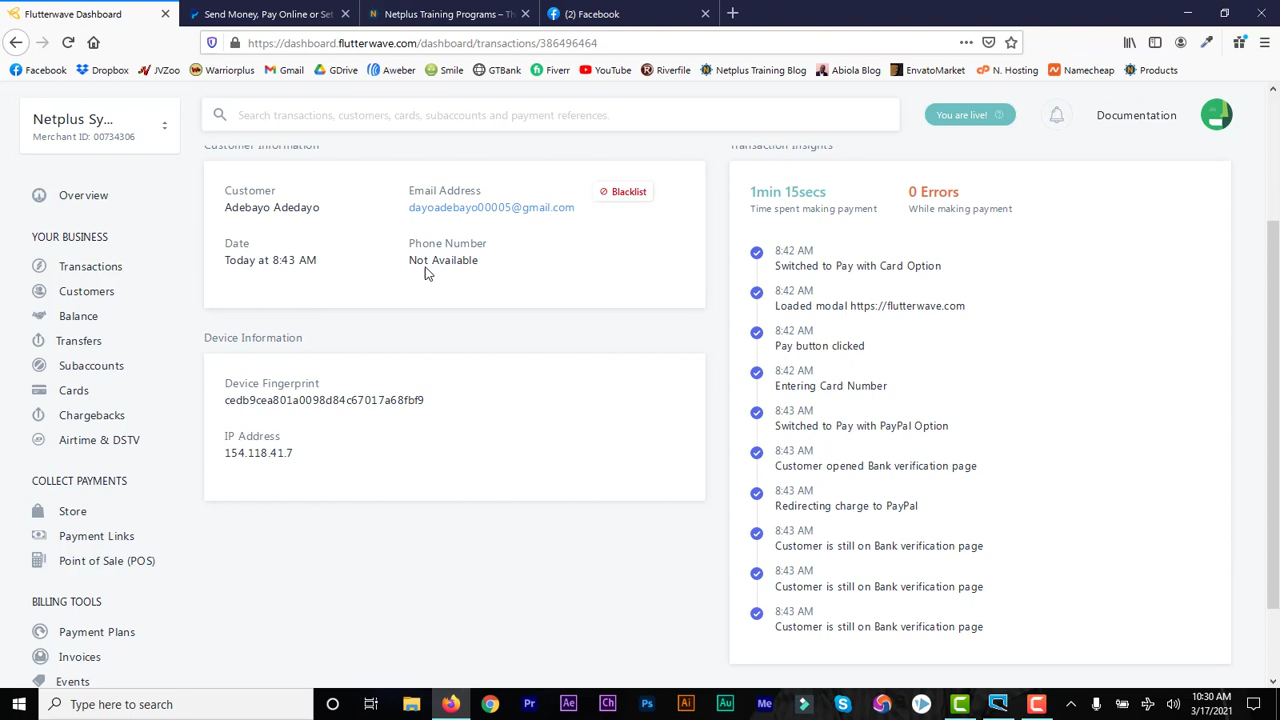 Flutterwave Dashboard
Send Money, Pay Online or Set
Netplus Training Programs – Th
(2) Facebook
https://dashboard.flutterwave.com/dashboard/transactions/386496464
Facebook
Dropbox
JVZoo
Warriorplus
Gmail
GDrive
Aweber
Smile
GTBank
Fiverr
YouTube
Riverfile
Netplus Training Blog
Abiola Blog
EnvatoMarket
N. Hosting
Namecheap
Products
Netplus Sy...
Merchant ID: 00734306
Search transactions, customers, cards, subaccounts and payment references.
You are live!
Documentation
Overview
YOUR BUSINESS
Transactions
Customers
Balance
Transfers
Subaccounts
Cards
Chargebacks
Airtime & DSTV
COLLECT PAYMENTS
Store
Payment Links
Point of Sale (POS)
BILLING TOOLS
Payment Plans
Invoices
Events
Customer Information
Customer
Adebayo Adedayo
Email Address
dayoadebayo00005@gmail.com
Blacklist
Date
Today at 8:43 AM
Phone Number
Not Available
Device Information
Device Fingerprint
cedb9cea801a0098d84c67017a68fbf9
IP Address
154.118.41.7
Transaction Insights
1min 15secs
Time spent making payment
0 Errors
While making payment
8:42 AM
Switched to Pay with Card Option
8:42 AM
Loaded modal https://flutterwave.com
8:42 AM
Pay button clicked
8:42 AM
Entering Card Number
8:43 AM
Switched to Pay with PayPal Option
8:43 AM
Customer opened Bank verification page
8:43 AM
Redirecting charge to PayPal
8:43 AM
Customer is still on Bank verification page
8:43 AM
Customer is still on Bank verification page
8:43 AM
Customer is still on Bank verification page
Type here to search
Pr
Ae
Ch
Ps
Ai
Au
Me
10:30 AM
3/17/2021